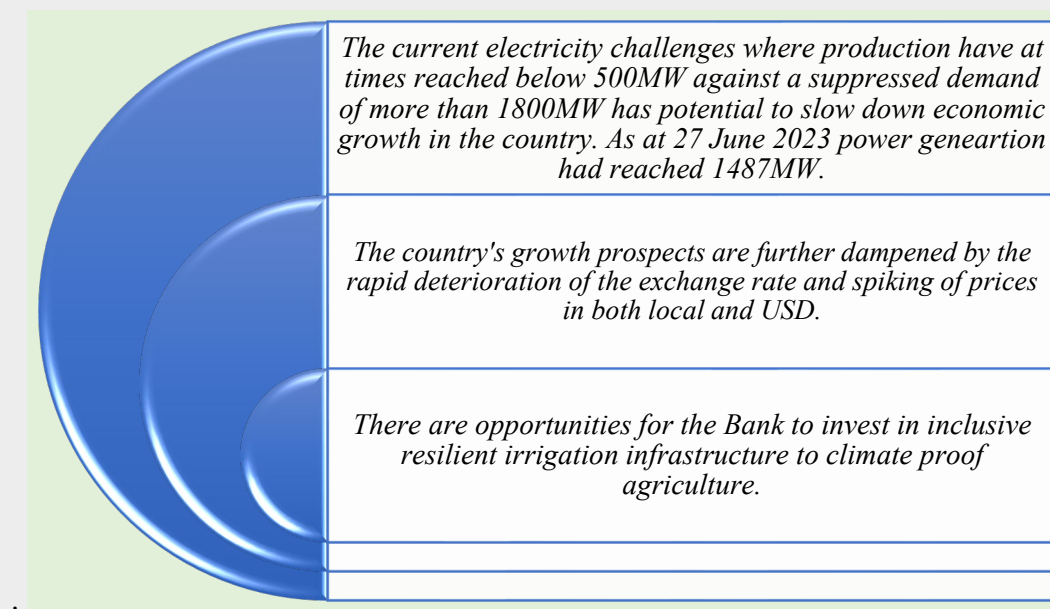 The current electricity challenges where production have at
times reached below 500MW against a suppressed demand
of more than 1800MW has potential to slow down economic
growth in the country. As at 27 June 2023 power geneartion
had reached 1487MW.
The country's growth prospects are further dampened by the
rapid deterioration of the exchange rate and spiking of prices
in both local and USD.
There are opportunities for the Bank to invest in inclusive
resilient irrigation infrastructure to climate proof
agriculture.
.